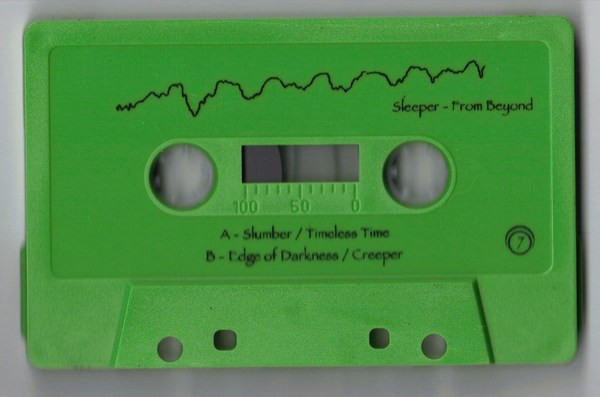 Sleeper - From Beyond
100 50 0
A - Slumber / Timeless Time
7
B - Edge of Darkness / Creeper